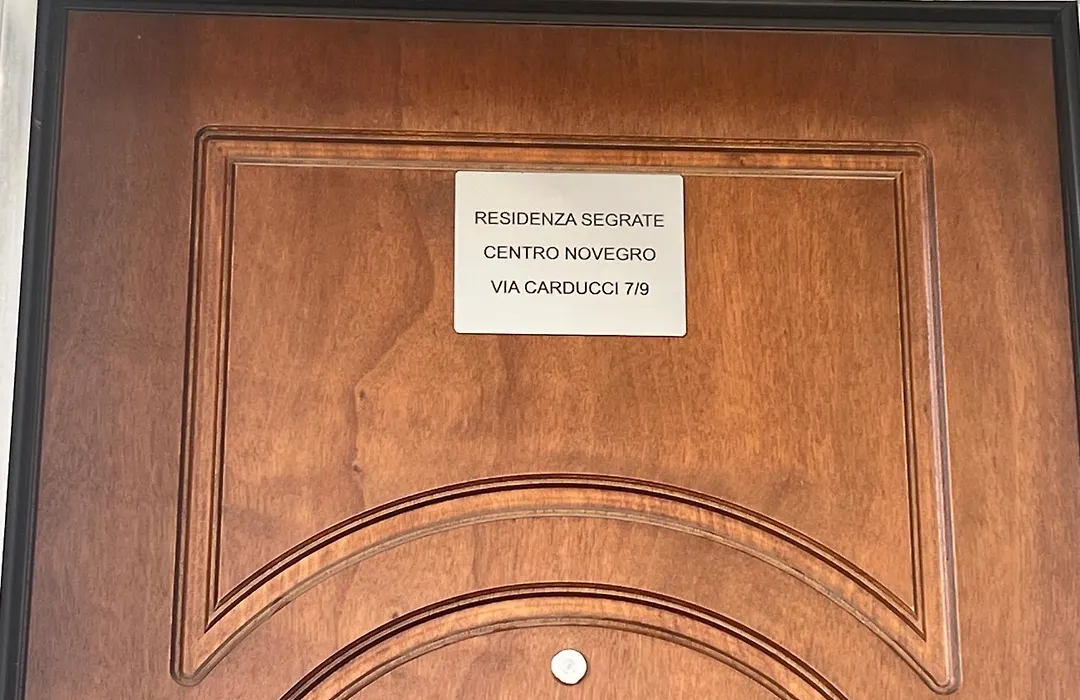 RESIDENZA SEGRATE
CENTRO NOVEGRO
VIA CARDUCCI 7/9